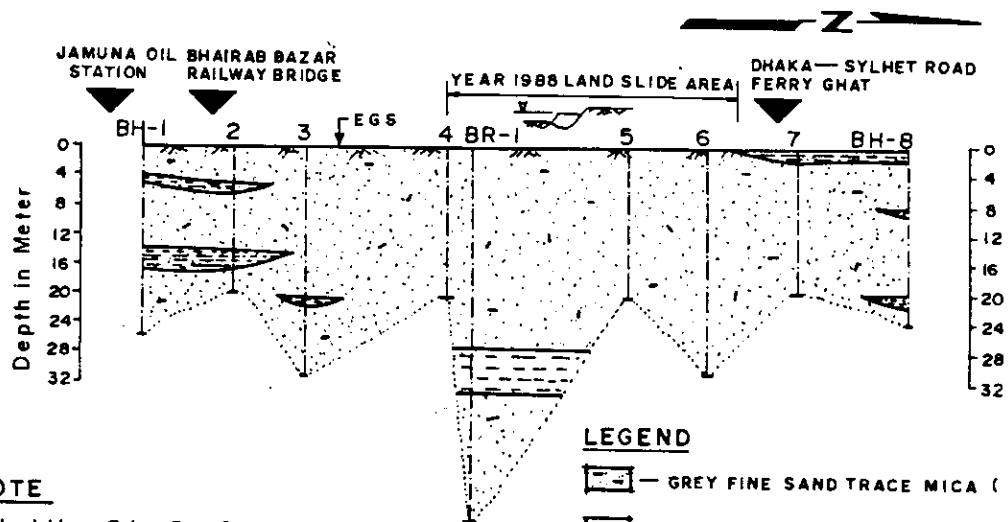 Z
JAMUNA OIL
STATION
BHAIRAB BAZAR
RAILWAY BRIDGE
YEAR 1988 LAND SLIDE AREA
DHAKA — SYLHET ROAD
FERRY GHAT
BH-1 2 3 EGS 4 BR-1 5 6 7 BH-8
Depth in Meter
0 0
4 4
8 8
12 12
16 16
20 20
24 24
28 28
32 32
LEGEND
GREY FINE SAND TRACE MICA (